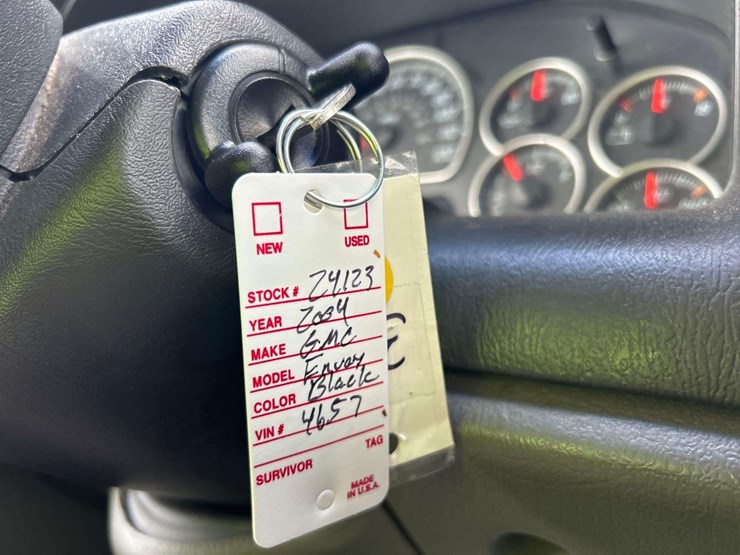 NEW USED
STOCK # 24123
YEAR 2004
MAKE GMC
MODEL Envoy
COLOR Black
VIN # 4657
TAG
SURVIVOR
MADE
IN U.S.A.